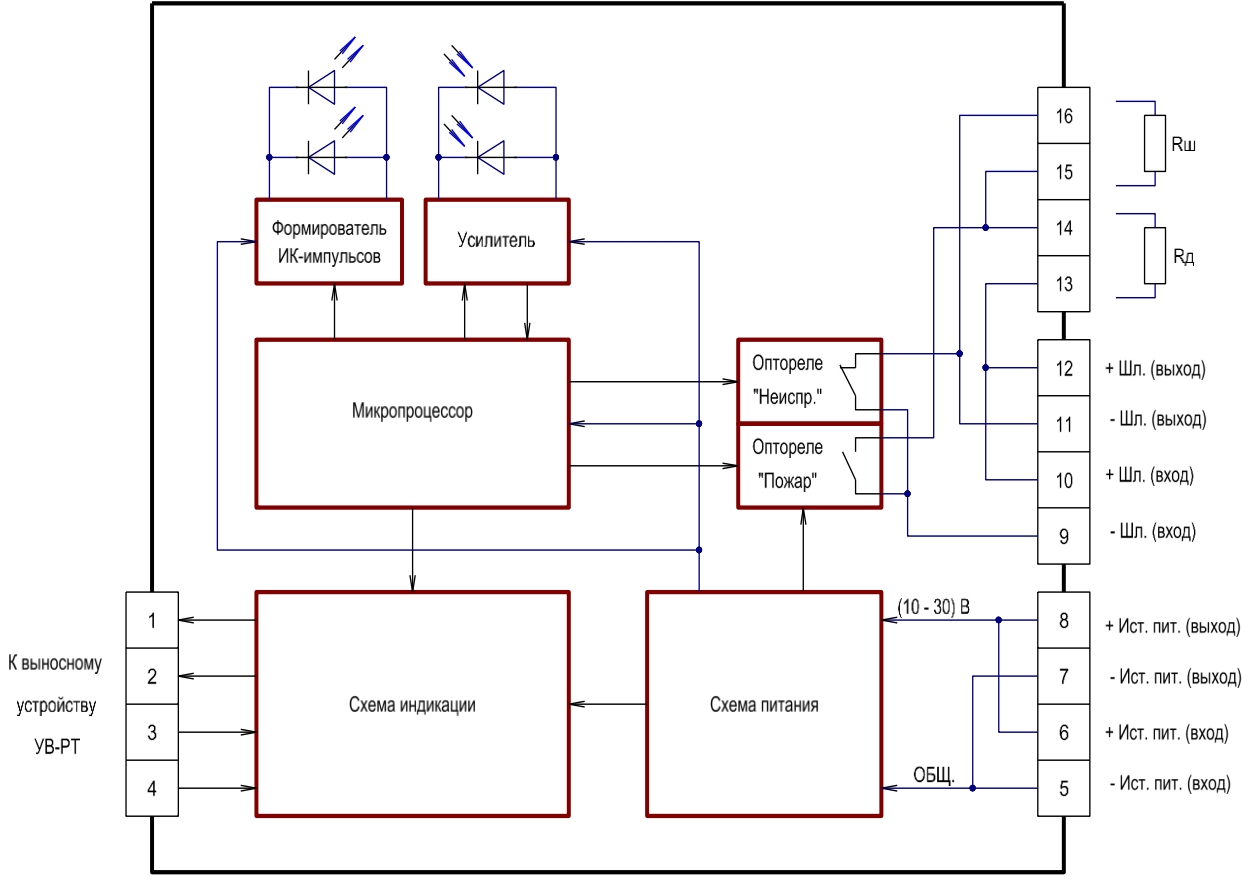 Формирователь
ИК-импульсов
Усилитель
Микропроцессор
Оптореле
"Неиспр."
Оптореле
"Пожар"
Схема индикации
Схема питания
(10 - 30) В
ОБЩ.
К выносному
устройству
УВ-РТ
1
2
3
4
16
15
14
13
12
11
10
9
8
7
6
5
Rш
Rд
+ Шл. (выход)
- Шл. (выход)
+ Шл. (вход)
- Шл. (вход)
+ Ист. пит. (выход)
- Ист. пит. (выход)
+ Ист. пит. (вход)
- Ист. пит. (вход)